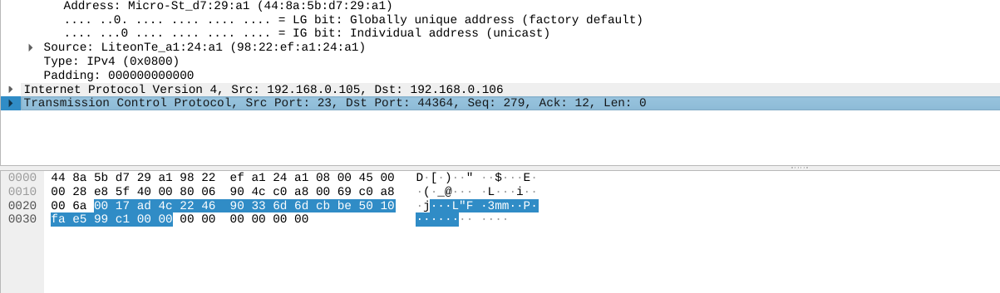 Address: Micro-St_d7:29:a1 (44:8a:5b:d7:29:a1)
.... ..0. .... .... .... .... = LG bit: Globally unique address (factory default)
.... ...0 .... .... .... .... = IG bit: Individual address (unicast)
Source: LiteonTe_a1:24:a1 (98:22:ef:a1:24:a1)
Type: IPv4 (0x0800)
Padding: 000000000000
Internet Protocol Version 4, Src: 192.168.0.105, Dst: 192.168.0.106
Transmission Control Protocol, Src Port: 23, Dst Port: 44364, Seq: 279, Ack: 12, Len: 0
0000 44 8a 5b d7 29 a1 98 22 ef a1 24 a1 08 00 45 00 D·[·)··" ··$···E·
0010 00 28 e8 5f 40 00 80 06 90 4c c0 a8 00 69 c0 a8 ·(·_@··· ·L···i··
0020 00 6a 00 17 ad 4c 22 46 90 33 6d 6d cb be 50 10 ·j···L"F ·3mm··P·
0030 fa e5 99 c1 00 00 00 00 00 00 00 00 ········ ····